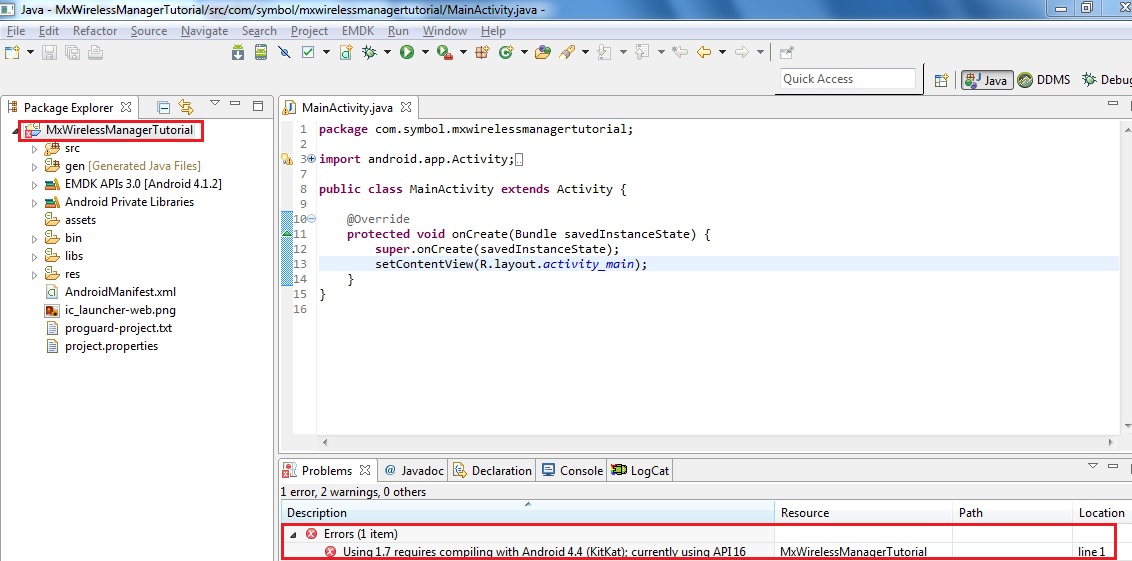 Java - MxWirelessManagerTutorial/src/com/symbol/mxwirelessmanagertutorial/MainActivity.java -
File Edit Refactor Source Navigate Search Project EMDK Run Window Help
Quick Access
Java
DDMS
Debug
Package Explorer
MxWirelessManagerTutorial
src
gen [Generated Java Files]
EMDK APIs 3.0 [Android 4.1.2]
Android Private Libraries
assets
bin
libs
res
AndroidManifest.xml
ic_launcher-web.png
proguard-project.txt
project.properties
MainActivity.java
1 package com.symbol.mxwirelessmanagertutorial;
2
3 import android.app.Activity;
7
8 public class MainActivity extends Activity {
9
10 @Override
11 protected void onCreate(Bundle savedInstanceState) {
12 super.onCreate(savedInstanceState);
13 setContentView(R.layout.activity_main);
14 }
15 }
16
Problems @ Javadoc Declaration Console LogCat
1 error, 2 warnings, 0 others
Description Resource Path Location
Errors (1 item)
Using 1.7 requires compiling with Android 4.4 (KitKat); currently using API 16 MxWirelessManagerTutorial line 1